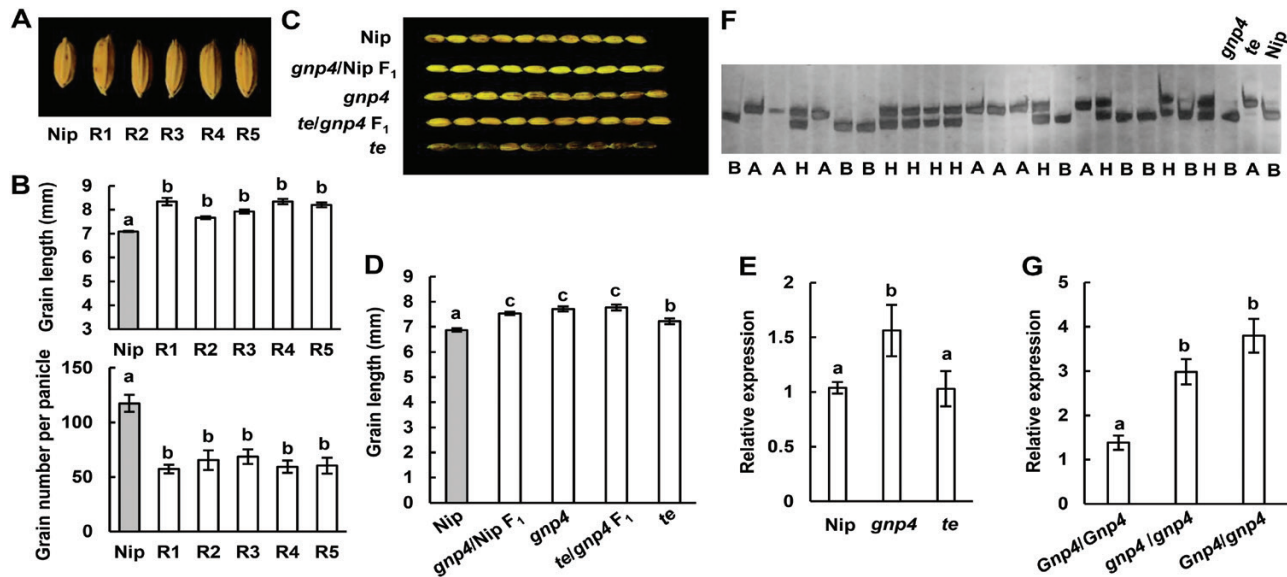 A
Nip R1 R2 R3 R4 R5
B
Grain length (mm)
9
8
7
6
5
4
3
a b b b b b
Nip R1 R2 R3 R4 R5
Grain number per panicle
150
100
50
0
a b b b b b
Nip R1 R2 R3 R4 R5
C
Nip
gnp4/Nip F1
gnp4
te/gnp4 F1
te
D
Grain length (mm)
9
8
7
6
5
4
3
2
1
0
a c c c b
Nip gnp4/Nip F1 gnp4 te/gnp4 F1 te
F
gnp4 te Nip
B A A H A B B H H H H A A A H B A H B B H B H B A B
E
Relative expression
2
1.5
1
0.5
0
a b a
Nip gnp4 te
G
Relative expression
5
4
3
2
1
0
a b b
Gnp4/Gnp4 gnp4/gnp4 Gnp4/gnp4